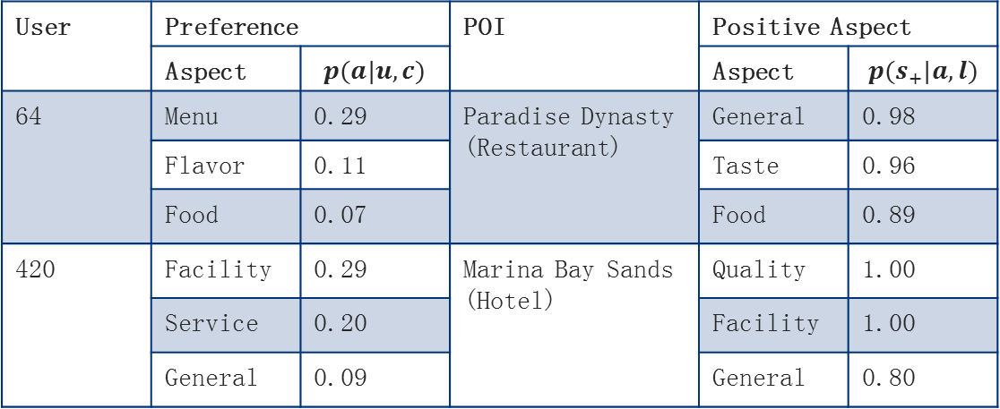 User Preference POI Positive Aspect
Aspect p(a|u,c) Aspect p(s₊|a,l)
64 Menu 0.29 Paradise Dynasty General 0.98
(Restaurant)
Flavor 0.11 Taste 0.96
Food 0.07 Food 0.89
420 Facility 0.29 Marina Bay Sands Quality 1.00
(Hotel)
Service 0.20 Facility 1.00
General 0.09 General 0.80